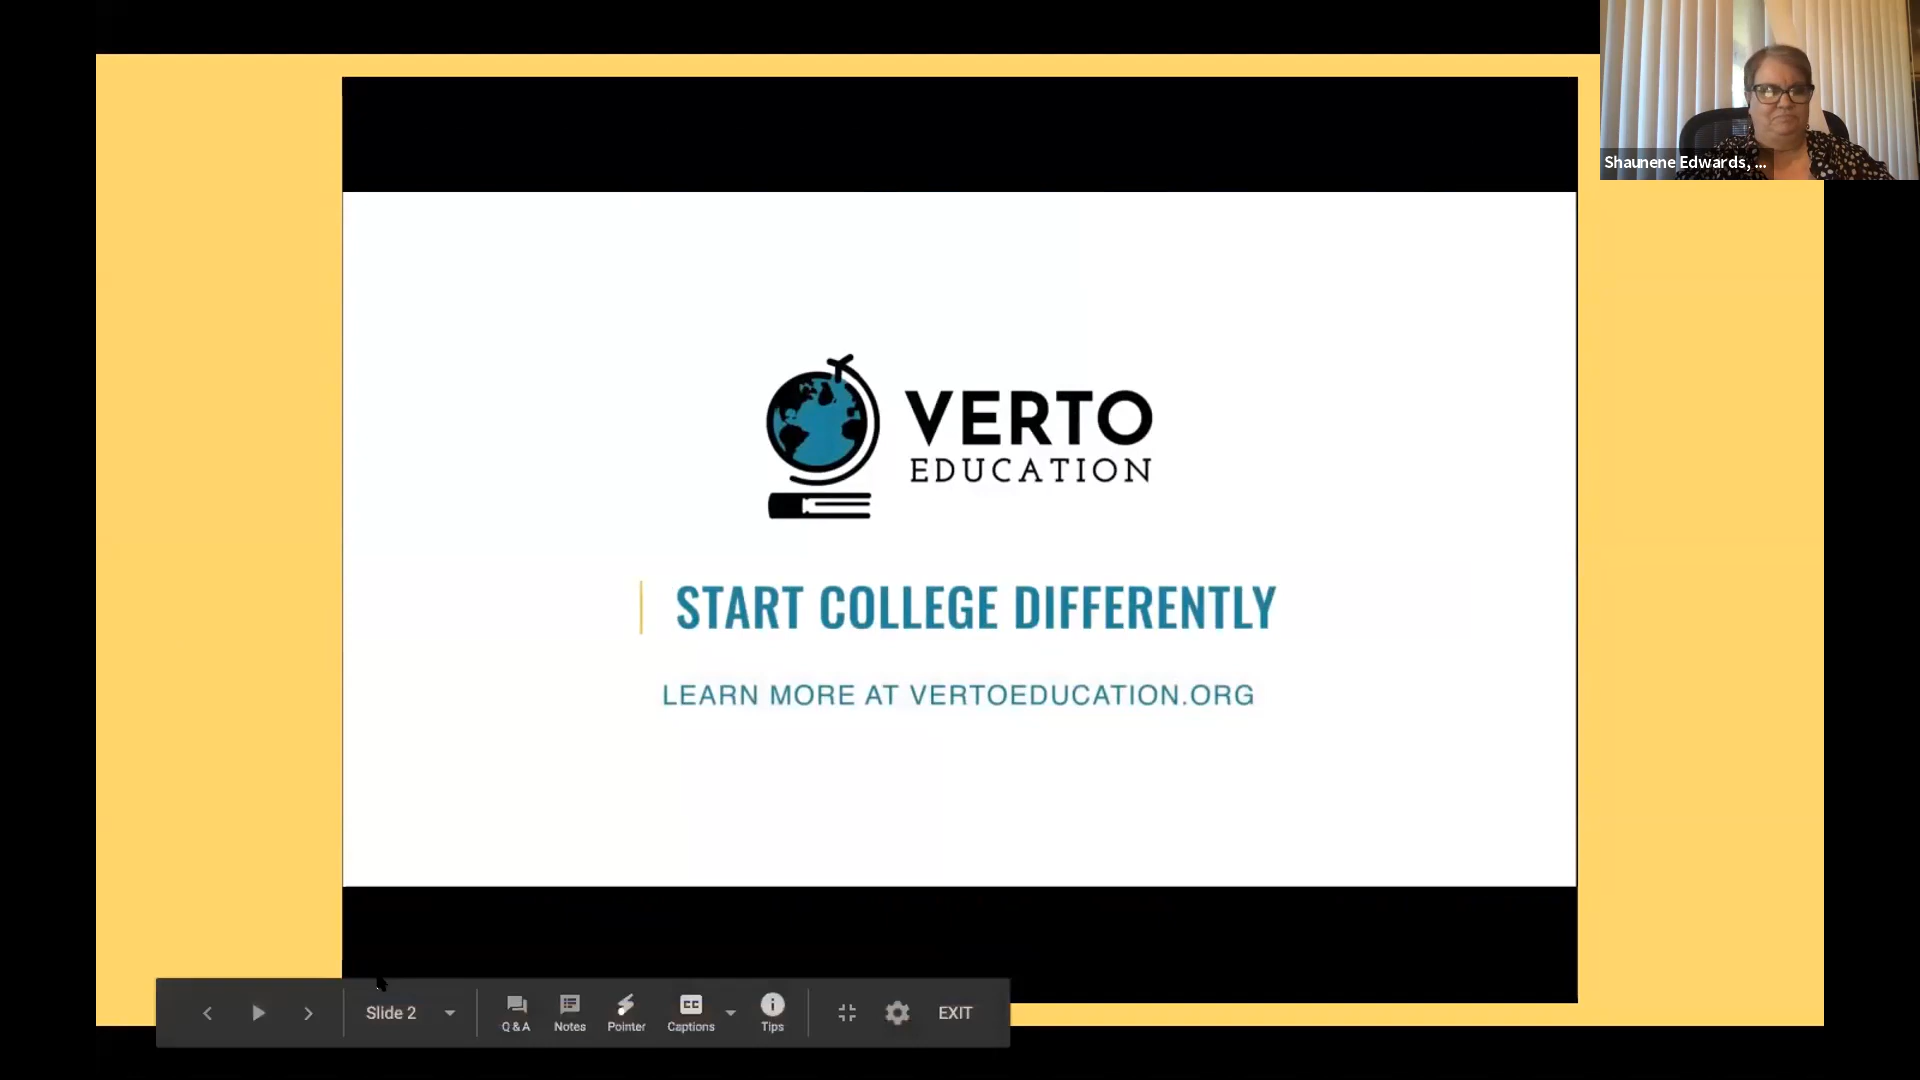 Shaunene Edwards, ...
VERTO
EDUCATION
START COLLEGE DIFFERENTLY
LEARN MORE AT VERTOEDUCATION.ORG
Slide 2
Q & A
Notes
Pointer
CC
Captions
Tips
EXIT